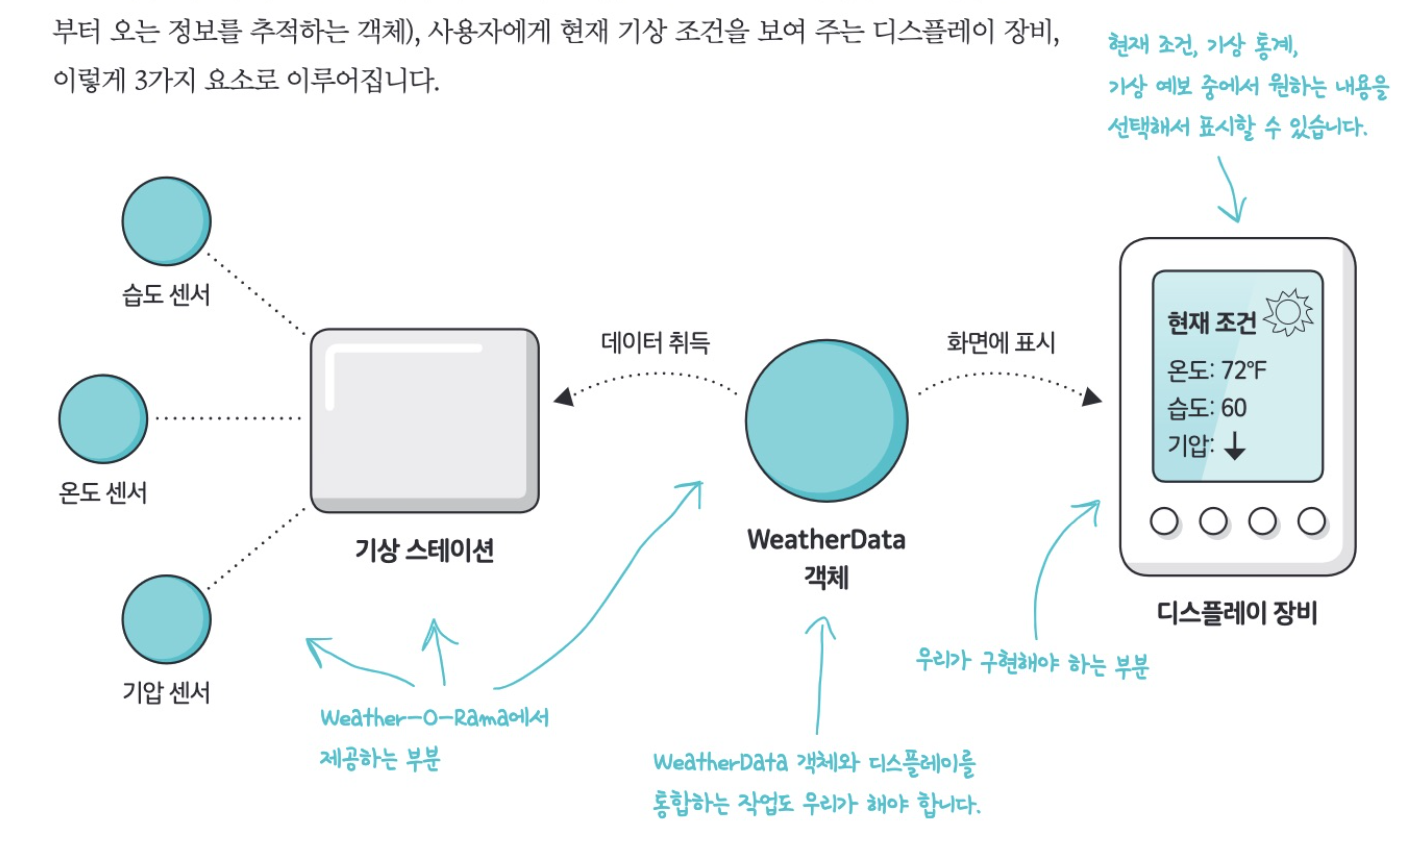 부터 오는 정보를 추적하는 객체), 사용자에게 현재 기상 조건을 보여 주는 디스플레이 장비,
이렇게 3가지 요소로 이루어집니다.
현재 조건, 기상 통계,
기상 예보 중에서 원하는 내용을
선택해서 표시할 수 있습니다.
습도 센서
온도 센서
기압 센서
기상 스테이션
데이터 취득
WeatherData
객체
화면에 표시
현재 조건
온도: 72°F
습도: 60
기압:
디스플레이 장비
Weather-O-Rama에서
제공하는 부분
WeatherData 객체와 디스플레이를
통합하는 작업도 우리가 해야 합니다.
우리가 구현해야 하는 부분